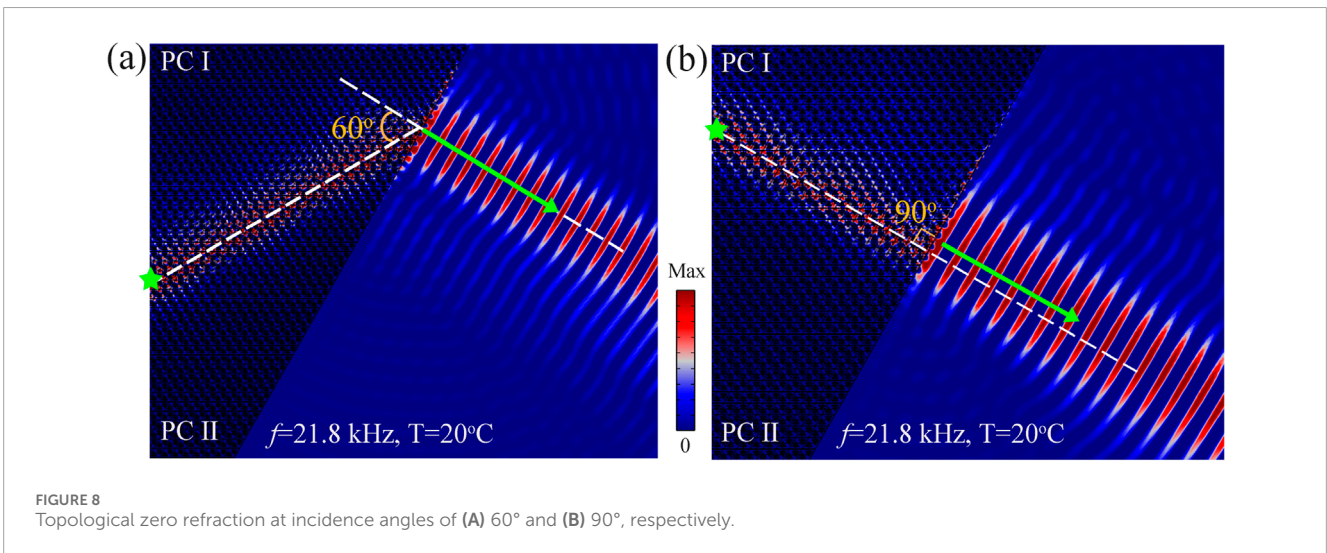 (a)
PC I
60°
PC II
f=21.8 kHz, T=20°C
(b)
PC I
90°
Max
0
PC II
f=21.8 kHz, T=20°C
FIGURE 8
Topological zero refraction at incidence angles of (A) 60° and (B) 90°, respectively.